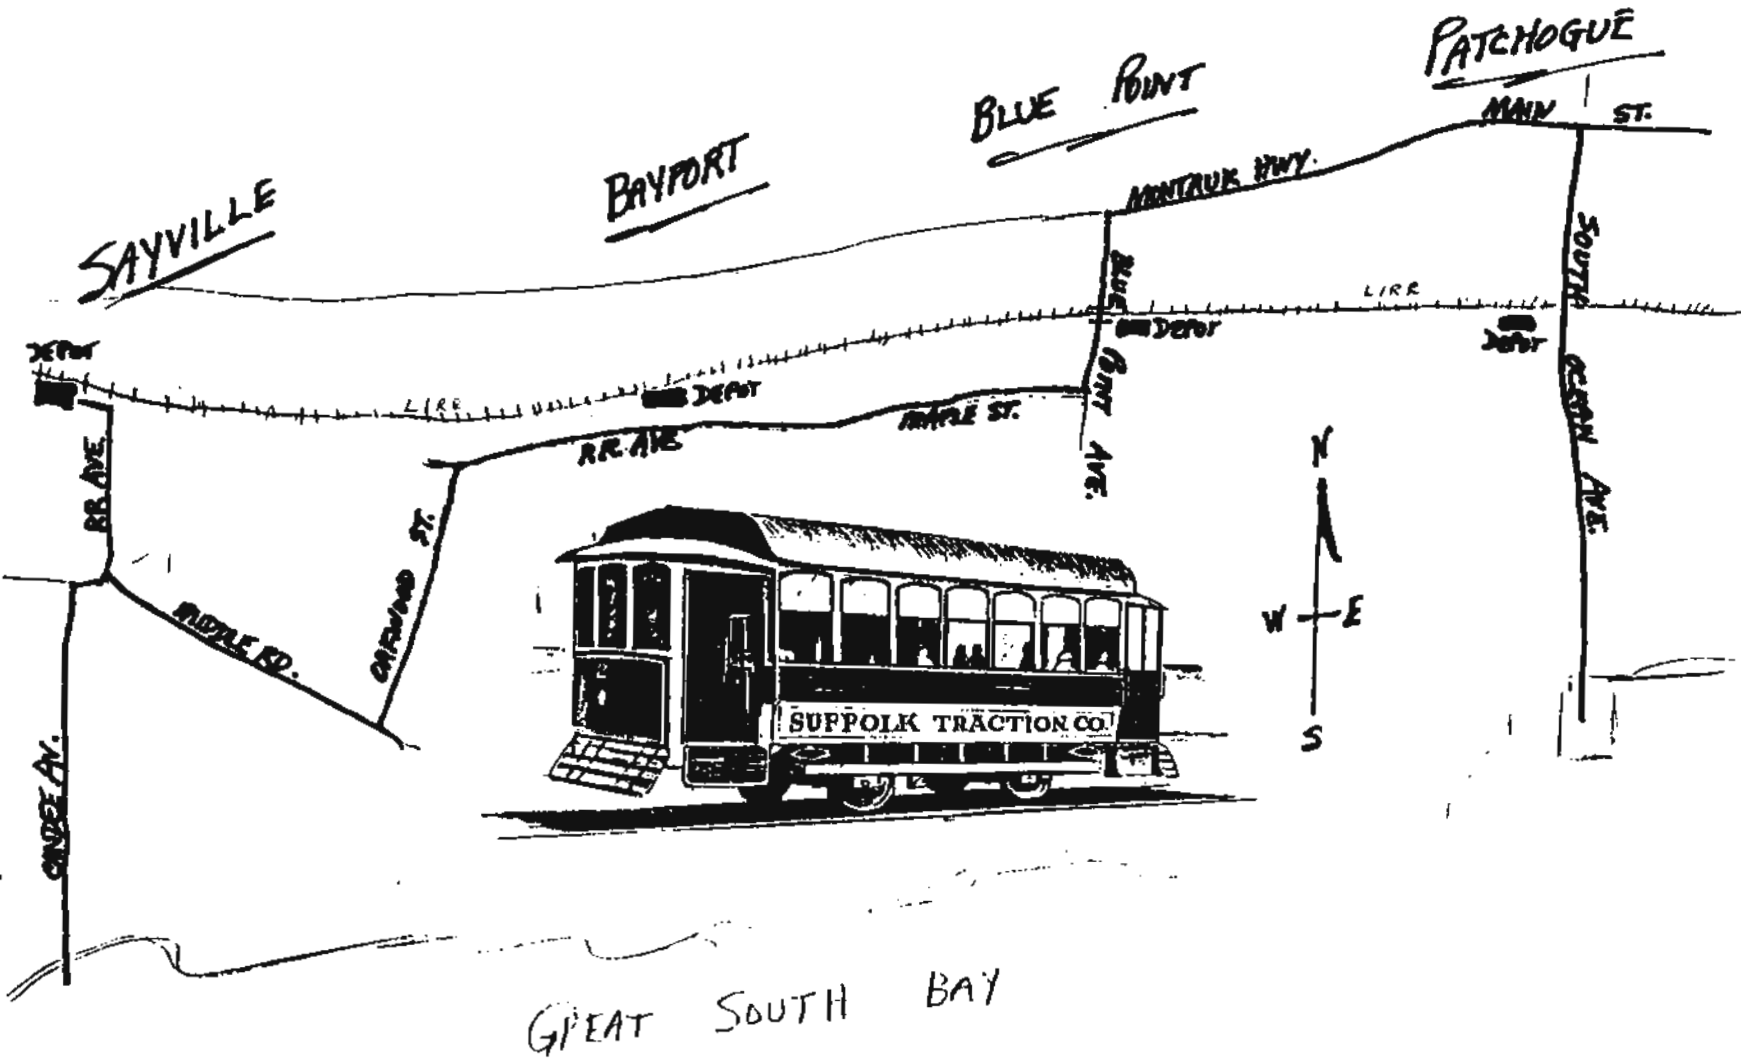 PATCHOGUE
BLUE POINT
BAYPORT
SAYVILLE
MAIN ST.
MONTAUK HWY.
SOUTH OCEAN AVE.
BLUE POINT AVE.
LIRR
DEPOT
DEPOT
DEPOT
LIRR
DEPOT
MAPLE ST.
R.R. AVE
RR AVE.
OAKWOOD ST.
MIDDLE RD.
CANDEE AV.
N
W E
S
SUFFOLK TRACTION CO.
GREAT SOUTH BAY